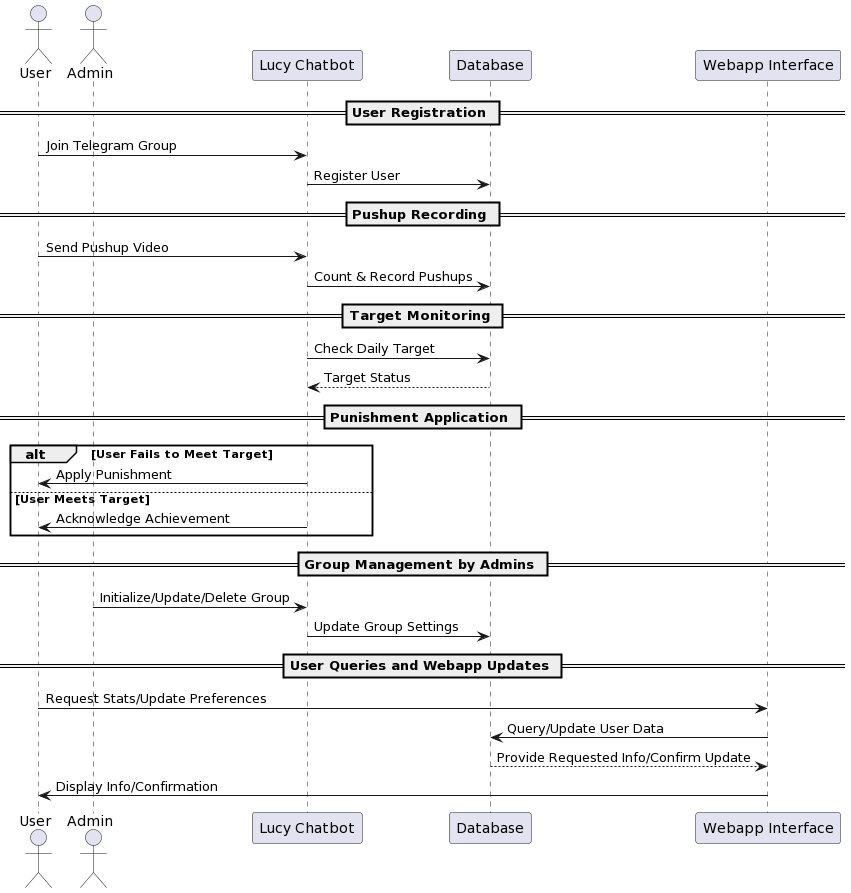 User Admin Lucy Chatbot Database Webapp Interface
User Registration
Join Telegram Group
Register User
Pushup Recording
Send Pushup Video
Count & Record Pushups
Target Monitoring
Check Daily Target
Target Status
Punishment Application
alt [User Fails to Meet Target]
Apply Punishment
[User Meets Target]
Acknowledge Achievement
Group Management by Admins
Initialize/Update/Delete Group
Update Group Settings
User Queries and Webapp Updates
Request Stats/Update Preferences
Query/Update User Data
Provide Requested Info/Confirm Update
Display Info/Confirmation
User Admin Lucy Chatbot Database Webapp Interface